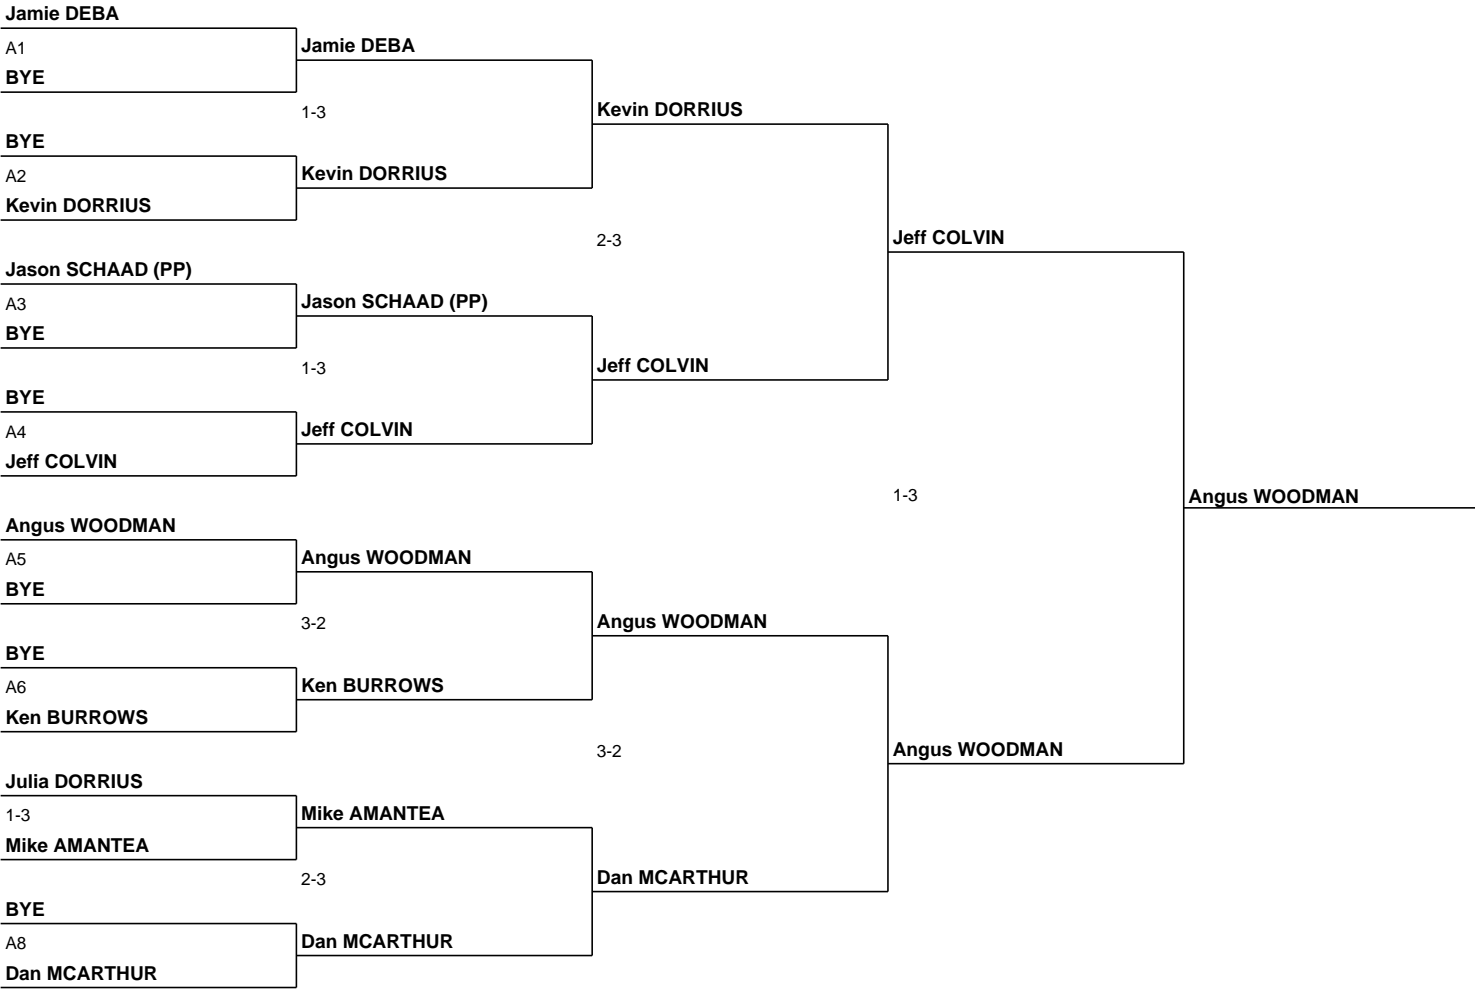 Jamie DEBA
A1
BYE
BYE
A2
Kevin DORRIUS
Jason SCHAAD (PP)
A3
BYE
BYE
A4
Jeff COLVIN
Angus WOODMAN
A5
BYE
BYE
A6
Ken BURROWS
Julia DORRIUS
1-3
Mike AMANTEA
BYE
A8
Dan MCARTHUR
Jamie DEBA
1-3
Kevin DORRIUS
Jason SCHAAD (PP)
1-3
Jeff COLVIN
Angus WOODMAN
3-2
Ken BURROWS
Mike AMANTEA
2-3
Dan MCARTHUR
Kevin DORRIUS
2-3
Jeff COLVIN
Angus WOODMAN
3-2
Dan MCARTHUR
Jeff COLVIN
1-3
Angus WOODMAN
Angus WOODMAN